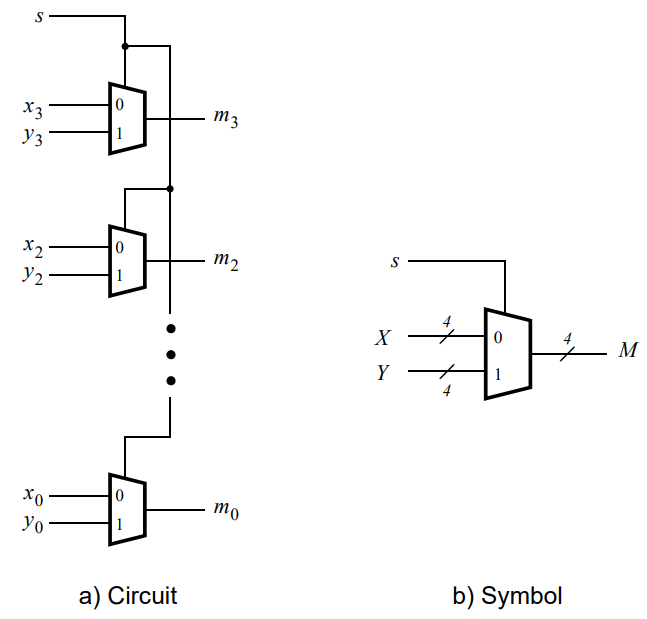 s
x3 0 m3
y3 1
x2 0 m2
y2 1
x0 0 m0
y0 1
a) Circuit
s
4
X 0 4 M
Y 1
4
b) Symbol